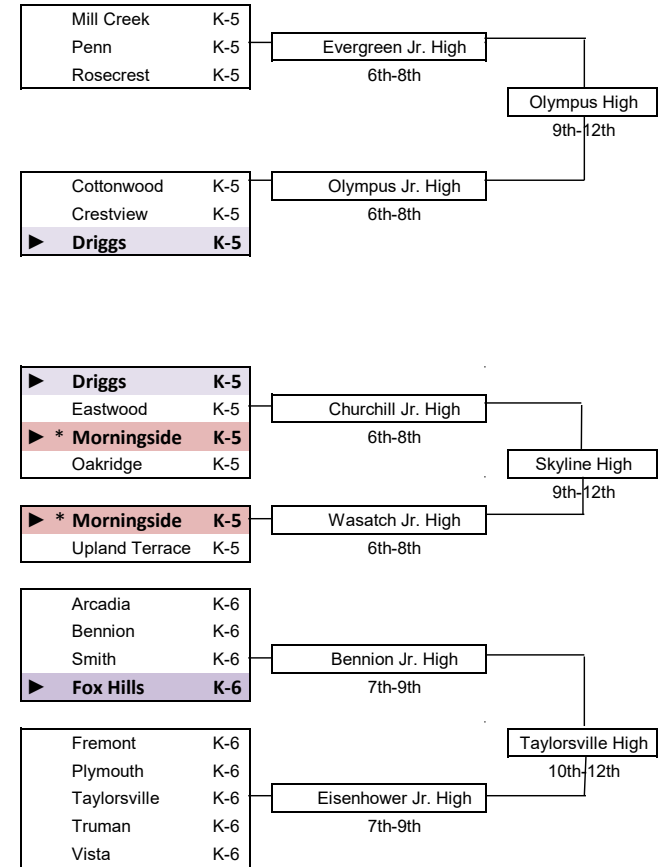 Mill Creek K-5
Penn K-5 Evergreen Jr. High
Rosecrest K-5 6th-8th
Olympus High
9th-12th
Cottonwood K-5 Olympus Jr. High
Crestview K-5 6th-8th
► Driggs K-5
► Driggs K-5
Eastwood K-5 Churchill Jr. High
► * Morningside K-5 6th-8th
Oakridge K-5 Skyline High
9th-12th
► * Morningside K-5 Wasatch Jr. High
Upland Terrace K-5 6th-8th
Arcadia K-6
Bennion K-6
Smith K-6 Bennion Jr. High
► Fox Hills K-6 7th-9th
Fremont K-6 Taylorsville High
Plymouth K-6 10th-12th
Taylorsville K-6 Eisenhower Jr. High
Truman K-6 7th-9th
Vista K-6